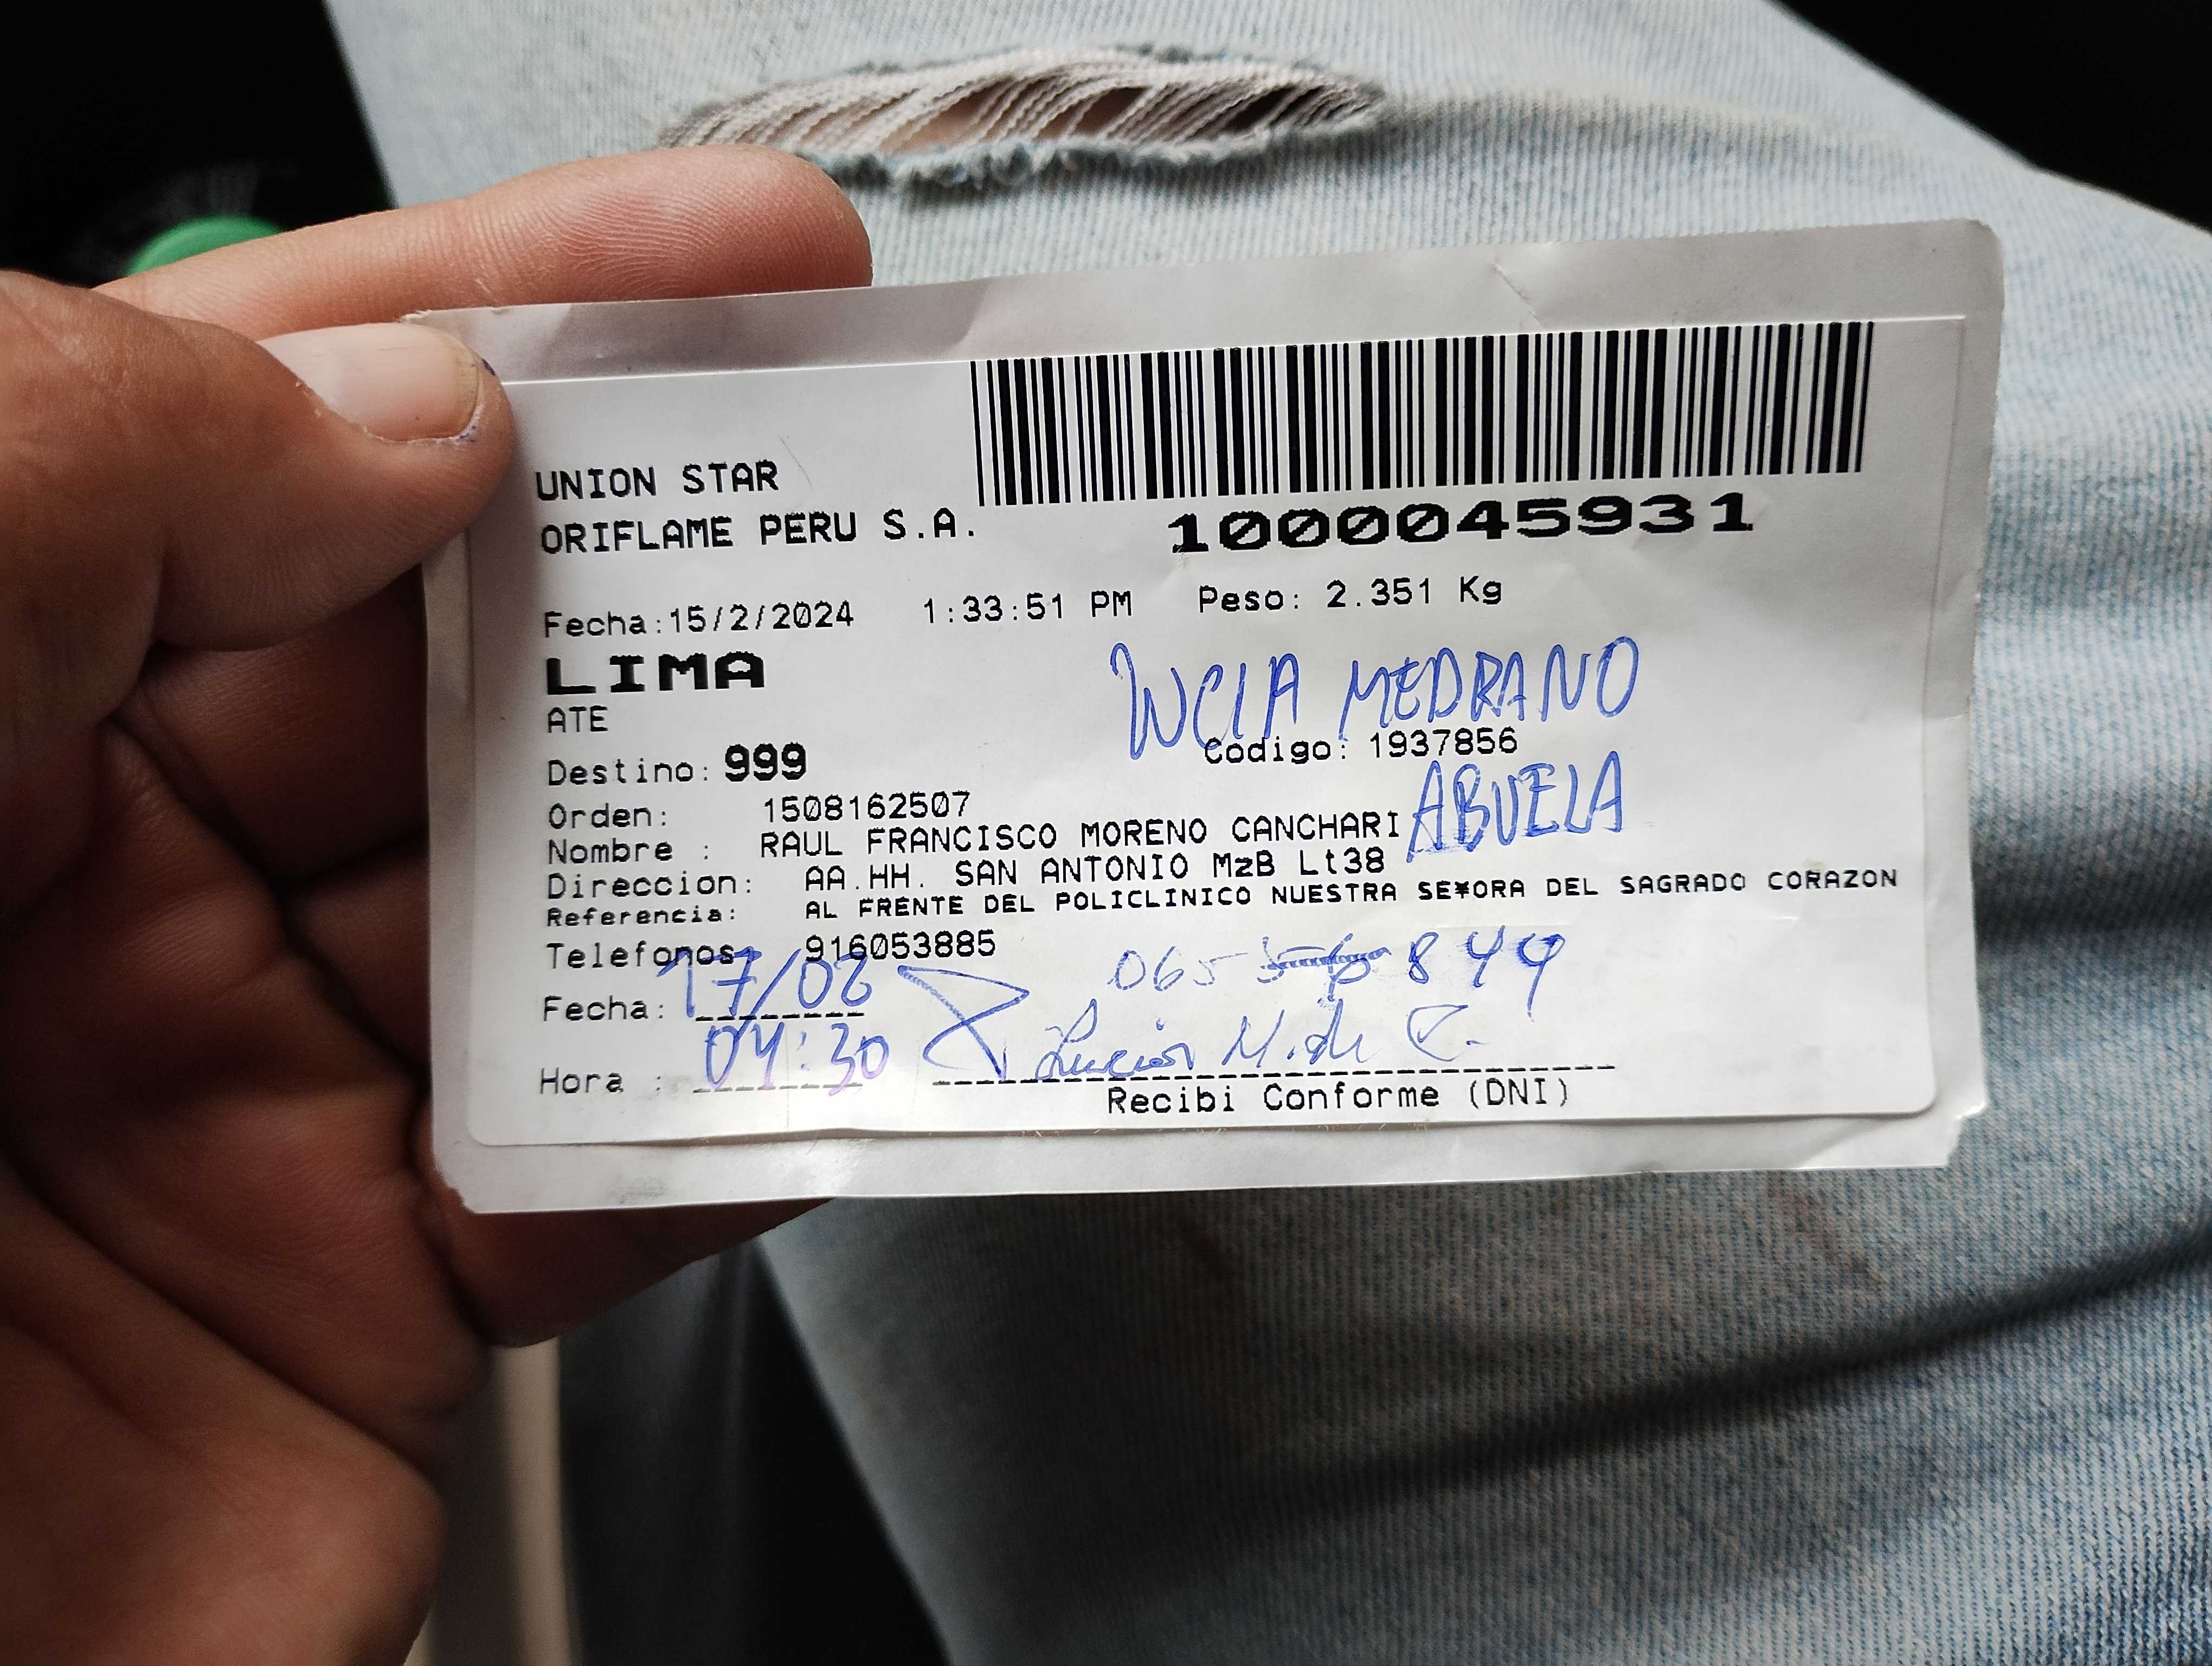 UNION STAR
ORIFLAME PERU S.A.
1000045931
Fecha:15/2/2024 1:33:51 PM Peso: 2.351 Kg
LIMA
ATE
LUCIA MEDRANO
Destino: 999 Codigo: 1937856
Orden: 1508162507
ABUELA
Nombre : RAUL FRANCISCO MORENO CANCHARI
Direccion: AA.HH. SAN ANTONIO MzB Lt38
Referencia: AL FRENTE DEL POLICLINICO NUESTRA SE¥ORA DEL SAGRADO CORAZON
Telefonos: 916053885
Fecha: 17/02
Hora : 04:30
Recibi Conforme (DNI)